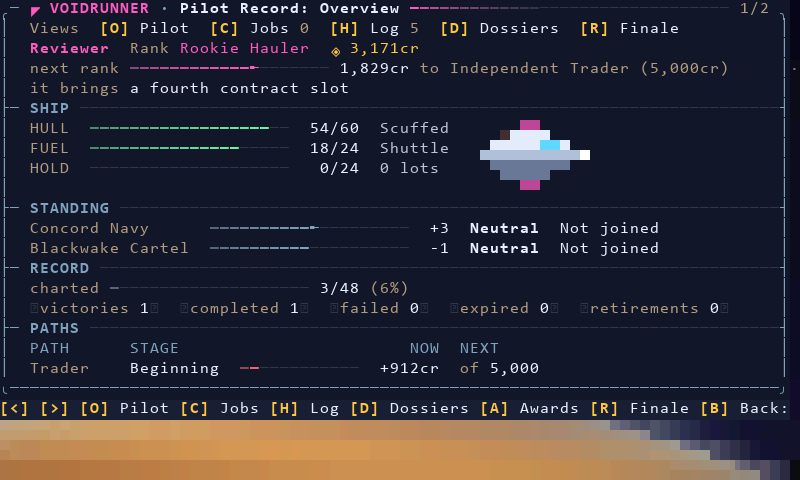 VOIDRUNNER · Pilot Record: Overview 1/2
Views [O] Pilot [C] Jobs 0 [H] Log 5 [D] Dossiers [R] Finale
Reviewer Rank Rookie Hauler 3,171cr
next rank 1,829cr to Independent Trader (5,000cr)
it brings a fourth contract slot
SHIP
HULL 54/60 Scuffed
FUEL 18/24 Shuttle
HOLD 0/24 0 lots
STANDING
Concord Navy +3 Neutral Not joined
Blackwake Cartel -1 Neutral Not joined
RECORD
charted 3/48 (6%)
victories 1 completed 1 failed 0 expired 0 retirements 0
PATHS
PATH STAGE NOW NEXT
Trader Beginning +912cr of 5,000
[<] [>] [O] Pilot [C] Jobs [H] Log [D] Dossiers [A] Awards [R] Finale [B] Back: